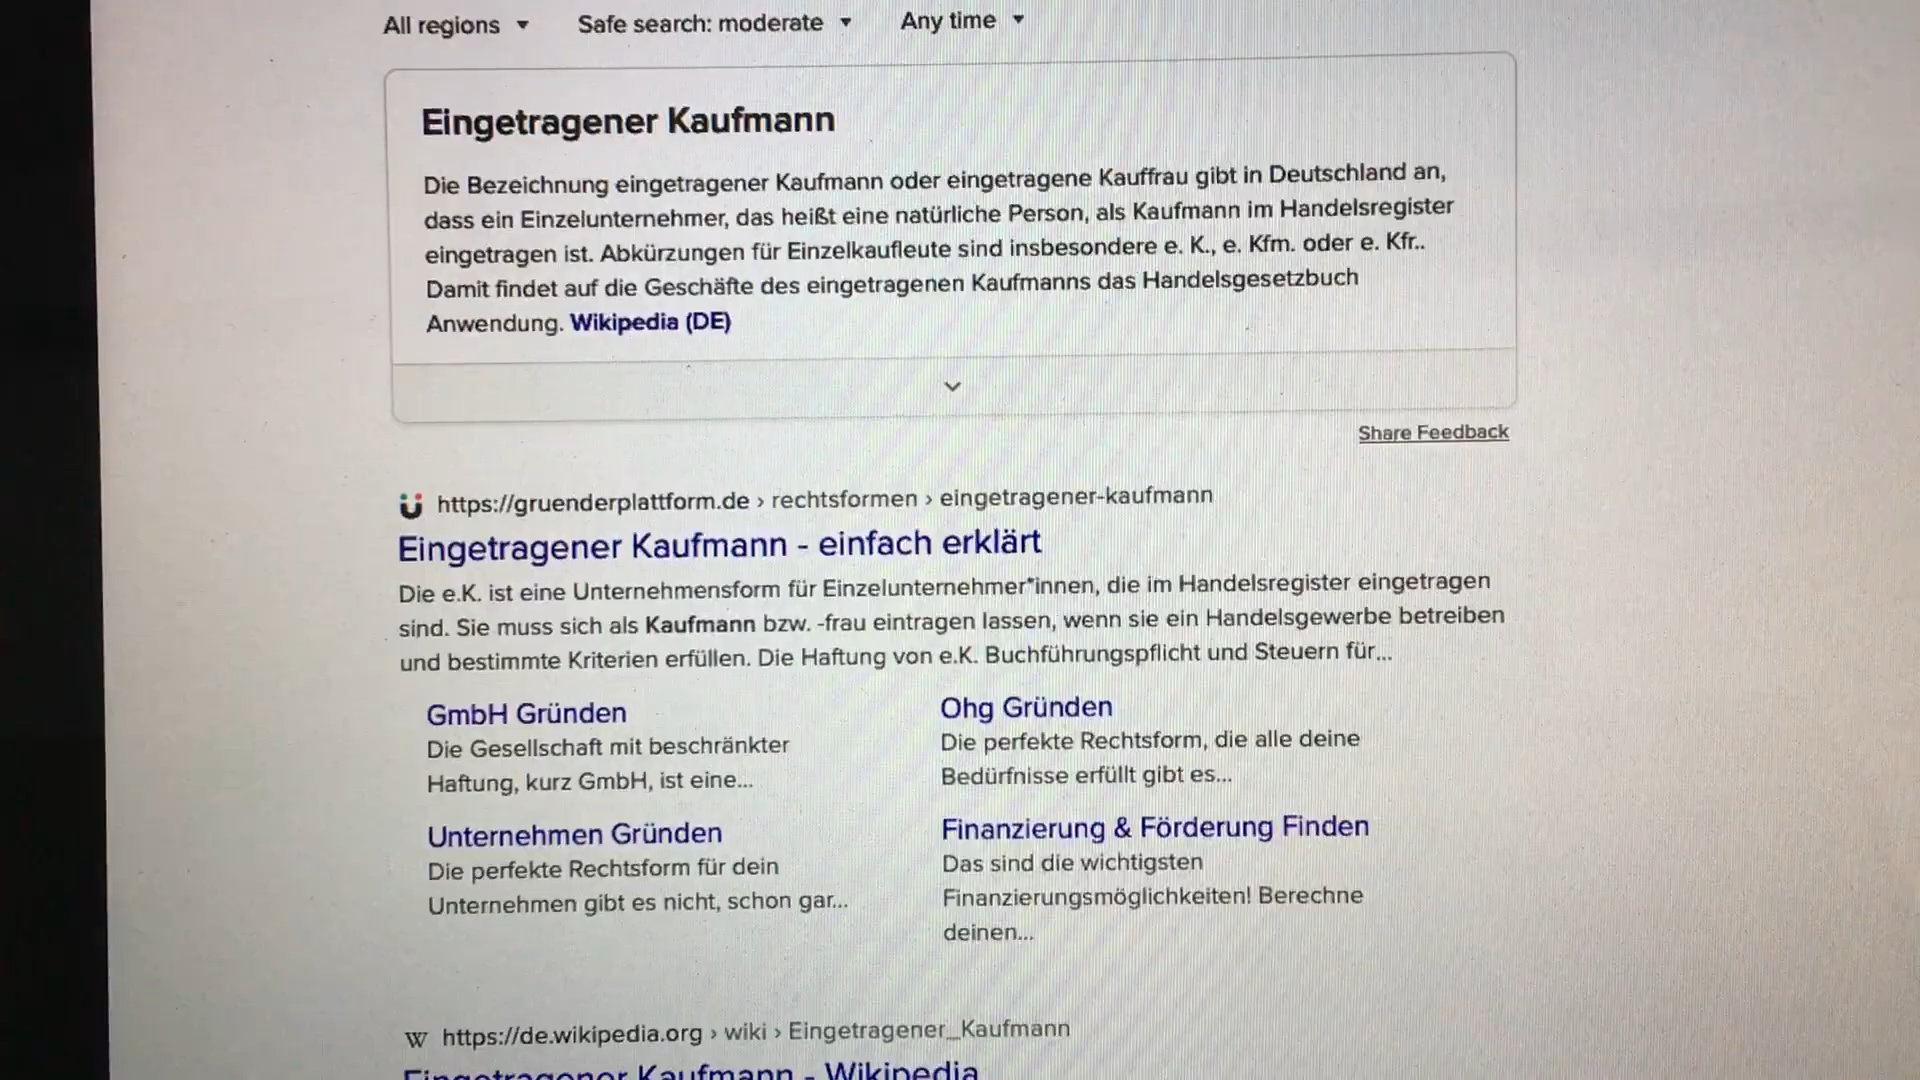 All regions Safe search: moderate Any time
Eingetragener Kaufmann
Die Bezeichnung eingetragener Kaufmann oder eingetragene Kauffrau gibt in Deutschland an,
dass ein Einzelunternehmer, das heißt eine natürliche Person, als Kaufmann im Handelsregister
eingetragen ist. Abkürzungen für Einzelkaufleute sind insbesondere e. K., e. Kfm. oder e. Kfr..
Damit findet auf die Geschäfte des eingetragenen Kaufmanns das Handelsgesetzbuch
Anwendung. Wikipedia (DE)
Share Feedback
https://gruenderplattform.de › rechtsformen › eingetragener-kaufmann
Eingetragener Kaufmann - einfach erklärt
Die e.K. ist eine Unternehmensform für Einzelunternehmer*innen, die im Handelsregister eingetragen
sind. Sie muss sich als Kaufmann bzw. -frau eintragen lassen, wenn sie ein Handelsgewerbe betreiben
und bestimmte Kriterien erfüllen. Die Haftung von e.K. Buchführungspflicht und Steuern für...
GmbH Gründen
Die Gesellschaft mit beschränkter
Haftung, kurz GmbH, ist eine...
Ohg Gründen
Die perfekte Rechtsform, die alle deine
Bedürfnisse erfüllt gibt es...
Unternehmen Gründen
Die perfekte Rechtsform für dein
Unternehmen gibt es nicht, schon gar...
Finanzierung & Förderung Finden
Das sind die wichtigsten
Finanzierungsmöglichkeiten! Berechne
deinen...
W https://de.wikipedia.org › wiki › Eingetragener_Kaufmann
Eingetragener Kaufmann - Wikipedia